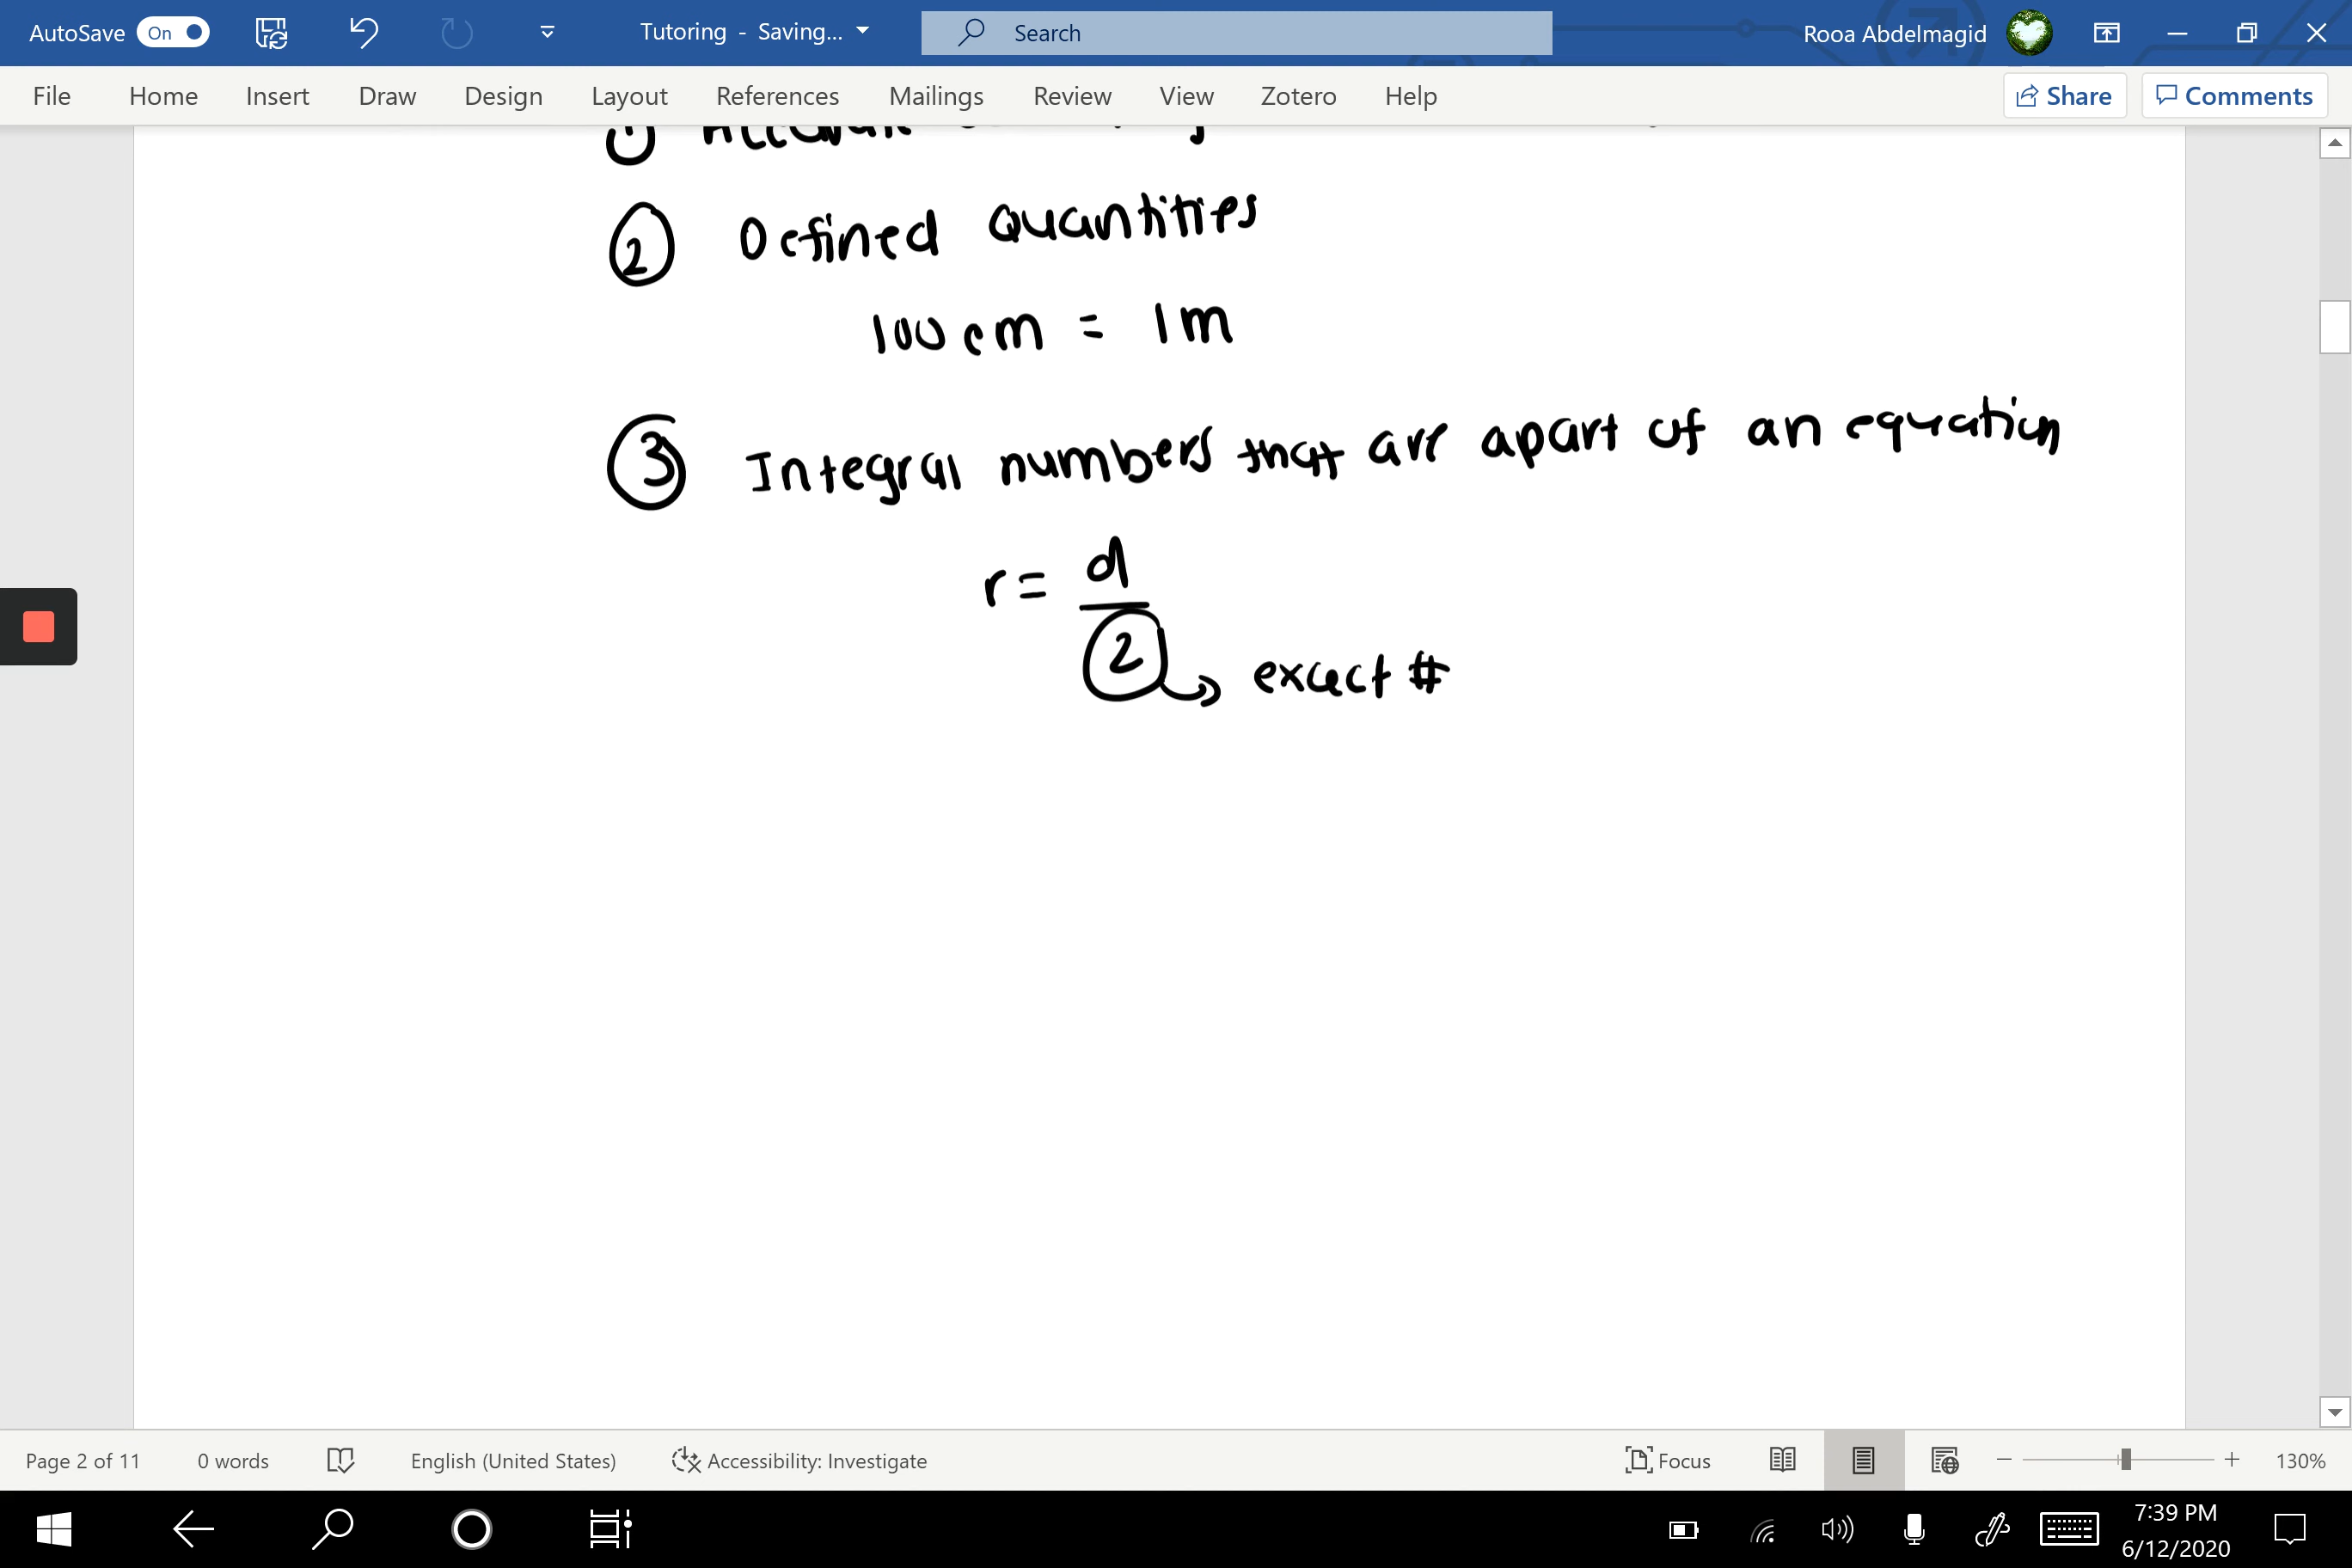 AutoSave On Tutoring - Saving... Search Rooa Abdelmagid
File Home Insert Draw Design Layout References Mailings Review View Zotero Help Share Comments
1
2 Defined Quantities
100 cm = 1 m
3 Integral numbers that are apart of an equation
r = d
2 exact #
Page 2 of 11 0 words English (United States) Accessibility: Investigate Focus 130%
7:39 PM
6/12/2020